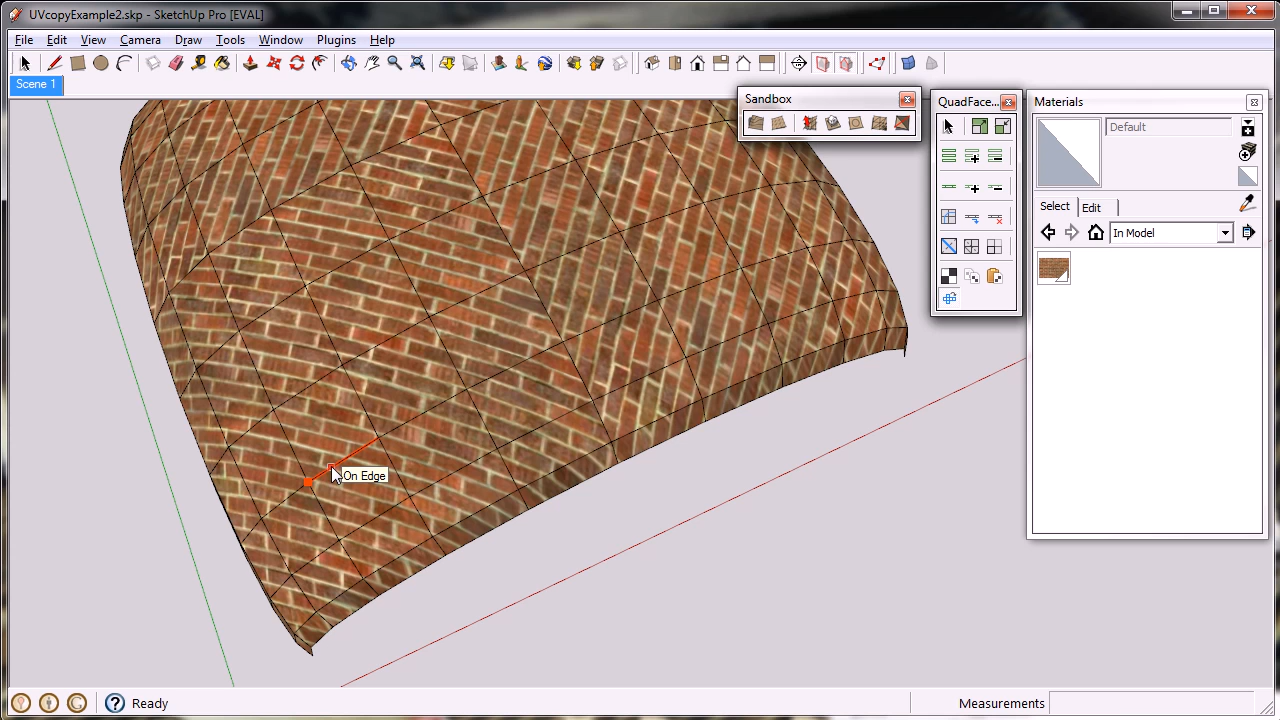 UVcopyExample2.skp - SketchUp Pro [EVAL]
File Edit View Camera Draw Tools Window Plugins Help
Scene 1
Sandbox
QuadFace...
Materials
Default
Select Edit
In Model
On Edge
Ready
Measurements